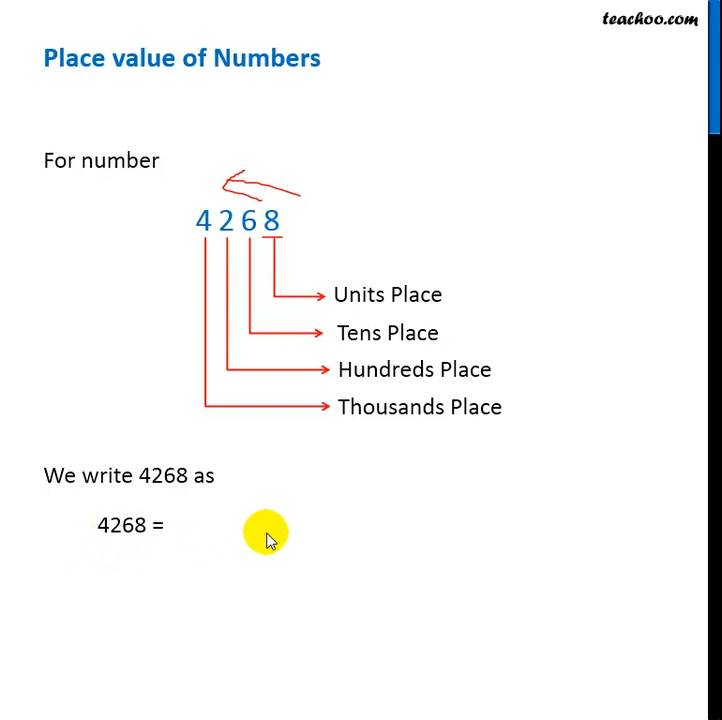 teachoo.com
Place value of Numbers
For number
4 2 6 8
Units Place
Tens Place
Hundreds Place
Thousands Place
We write 4268 as
4268 =